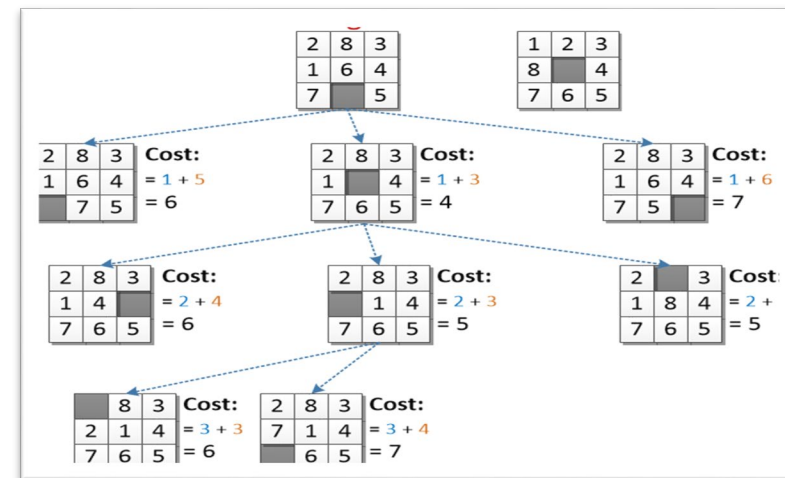 2 8 3
1 6 4
7 5
1 2 3
8 4
7 6 5
2 8 3
1 6 4
7 5
Cost:
= 1 + 5
= 6
2 8 3
1 4
7 6 5
Cost:
= 1 + 3
= 4
2 8 3
1 6 4
7 5
Cost:
= 1 + 6
= 7
2 8 3
1 4
7 6 5
Cost:
= 2 + 4
= 6
2 8 3
1 4
7 6 5
Cost:
= 2 + 3
= 5
2 3
1 8 4
7 6 5
Cost:
= 2 +
= 5
8 3
2 1 4
7 6 5
Cost:
= 3 + 3
= 6
2 8 3
7 1 4
6 5
Cost:
= 3 + 4
= 7